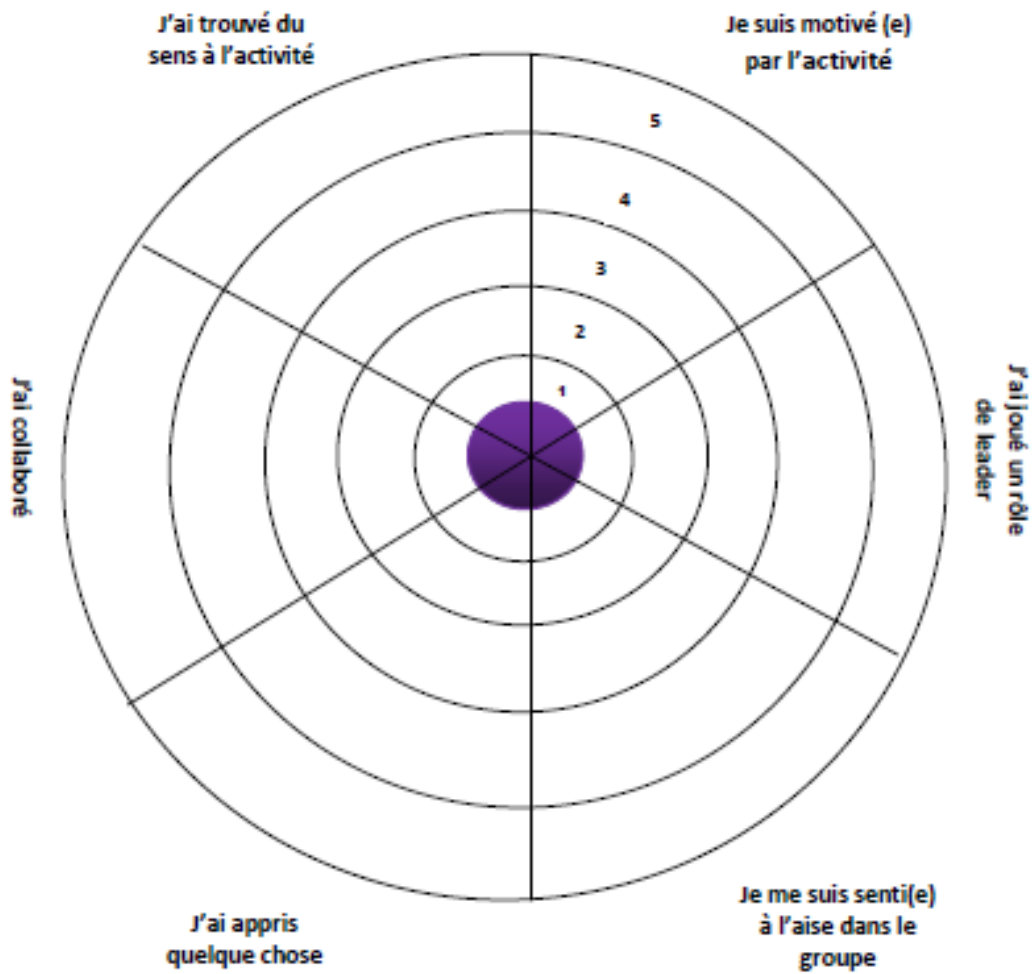 J'ai trouvé du
sens à l'activité
Je suis motivé (e)
par l'activité
5
4
3
2
1
J'ai collaboré
J'ai joué un rôle
de leader
J'ai appris
quelque chose
Je me suis senti(e)
à l'aise dans le
groupe